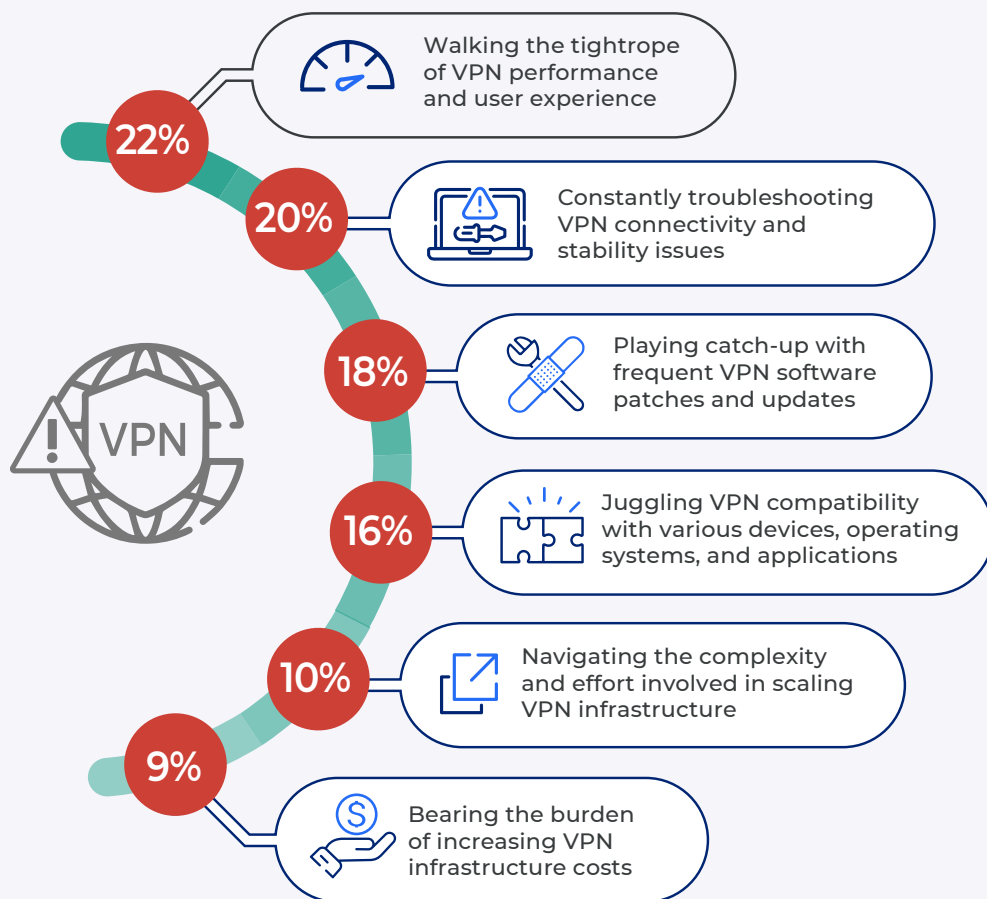 22%
Walking the tightrope
of VPN performance
and user experience
20%
Constantly troubleshooting
VPN connectivity and
stability issues
18%
Playing catch-up with
frequent VPN software
patches and updates
VPN
16%
Juggling VPN compatibility
with various devices, operating
systems, and applications
10%
Navigating the complexity
and effort involved in scaling
VPN infrastructure
9%
Bearing the burden
of increasing VPN
infrastructure costs